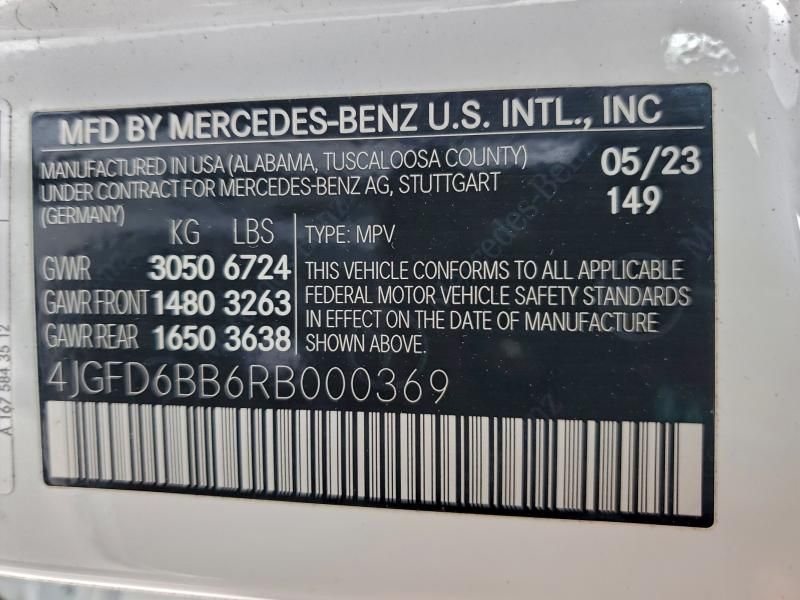 MFD BY MERCEDES-BENZ U.S. INTL., INC
MANUFACTURED IN USA (ALABAMA, TUSCALOOSA COUNTY)
UNDER CONTRACT FOR MERCEDES-BENZ AG, STUTTGART
(GERMANY)
05/23
149
KG LBS
GVWR 3050 6724
GAWR FRONT 1480 3263
GAWR REAR 1650 3638
TYPE: MPV
THIS VEHICLE CONFORMS TO ALL APPLICABLE
FEDERAL MOTOR VEHICLE SAFETY STANDARDS
IN EFFECT ON THE DATE OF MANUFACTURE
SHOWN ABOVE.
4JGFD6BB6RB000369
A 167 584 35 12
Mercedes-Benz